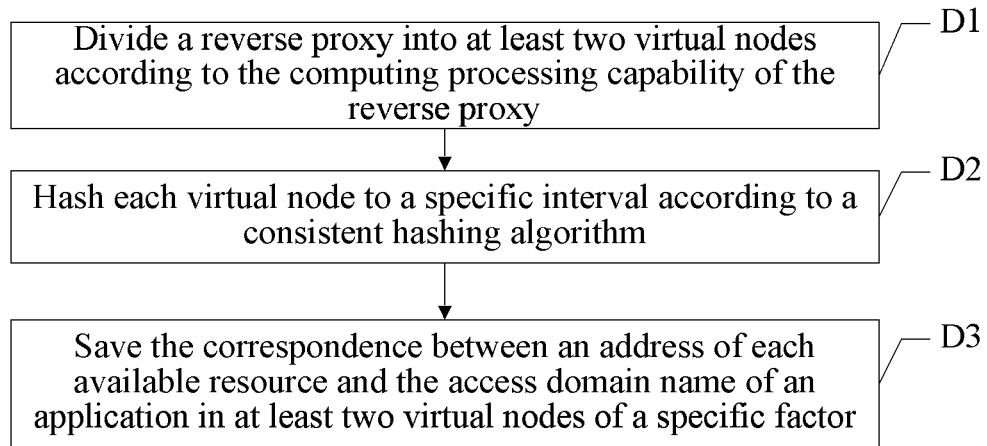 Divide a reverse proxy into at least two virtual nodes
according to the computing processing capability of the
reverse proxy
D1
Hash each virtual node to a specific interval according to a
consistent hashing algorithm
D2
Save the correspondence between an address of each
available resource and the access domain name of an
application in at least two virtual nodes of a specific factor
D3